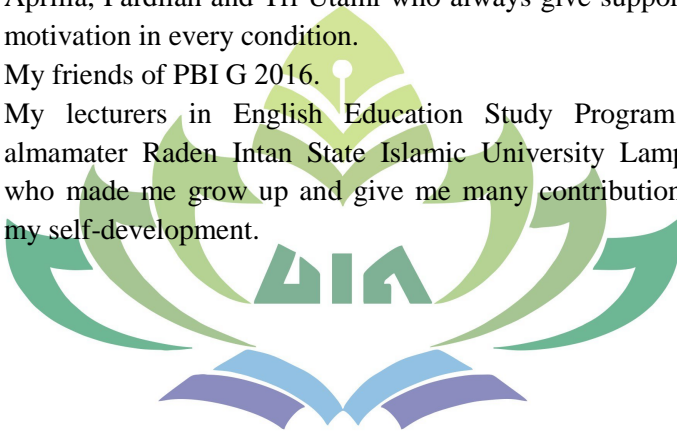 Aprilia, Fardilah and Tri Utami who always give suppor
motivation in every condition.
My friends of PBI G 2016.
My lecturers in English Education Study Program
almamater Raden Intan State Islamic University Lamp
who made me grow up and give me many contribution
my self-development.
UIN